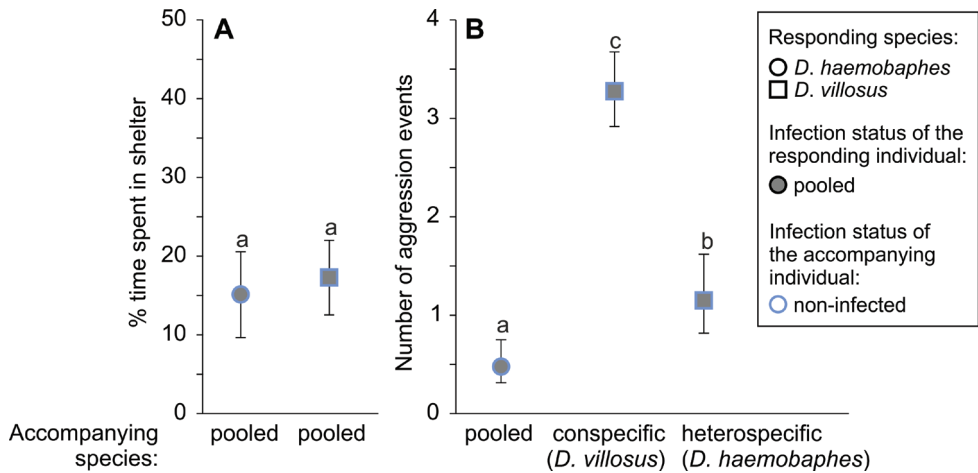 A
% time spent in shelter
50
40
30
20
10
0
a
a
Accompanying species:
pooled
pooled
B
Number of aggression events
4
3
2
1
0
a
c
b
pooled
conspecific
(D. villosus)
heterospecific
(D. haemobaphes)
Responding species:
D. haemobaphes
D. villosus
Infection status of the
responding individual:
pooled
Infection status of
the accompanying
individual:
non-infected